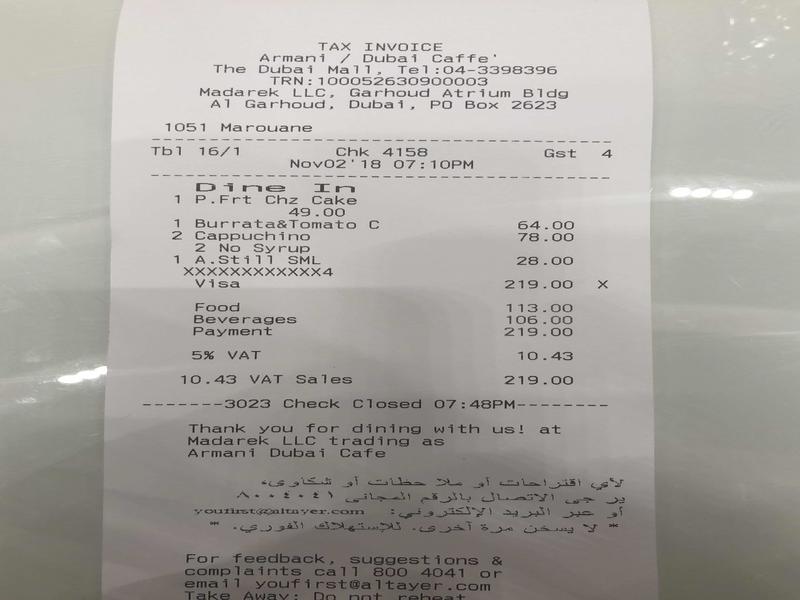 TAX INVOICE
Armani / Dubai Caffe'
The Dubai Mall, Tel:04-3398396
TRN:100052630900003
Madarek LLC, Garhoud Atrium Bldg
Al Garhoud, Dubai, PO Box 2623
1051 Marouane
Tbl 16/1 Chk 4158 Gst 4
Nov02'18 07:10PM
Dine In
1 P.Frt Chz Cake
49.00
1 Burrata&Tomato C 64.00
2 Cappuchino 78.00
2 No Syrup
1 A.Still SML 28.00
XXXXXXXXXXXX4
Visa 219.00 X
Food 113.00
Beverages 106.00
Payment 219.00
5% VAT 10.43
10.43 VAT Sales 219.00
-------3023 Check Closed 07:48PM--------
Thank you for dining with us! at
Madarek LLC trading as
Armani Dubai Cafe
لأي اقتراحات أو ملا حظات أو شكاوى،
ير جى الاتصال بالرقم المجاني ٨٠٠٤٠٤١
أو عبر البريد الإلكتروني: youfirst@altayer.com
* لا يسخن مرة أخرى. للإستهلاك الفوري. *
For feedback, suggestions &
complaints call 800 4041 or
email youfirst@altayer.com
Take Away: Do not reheat